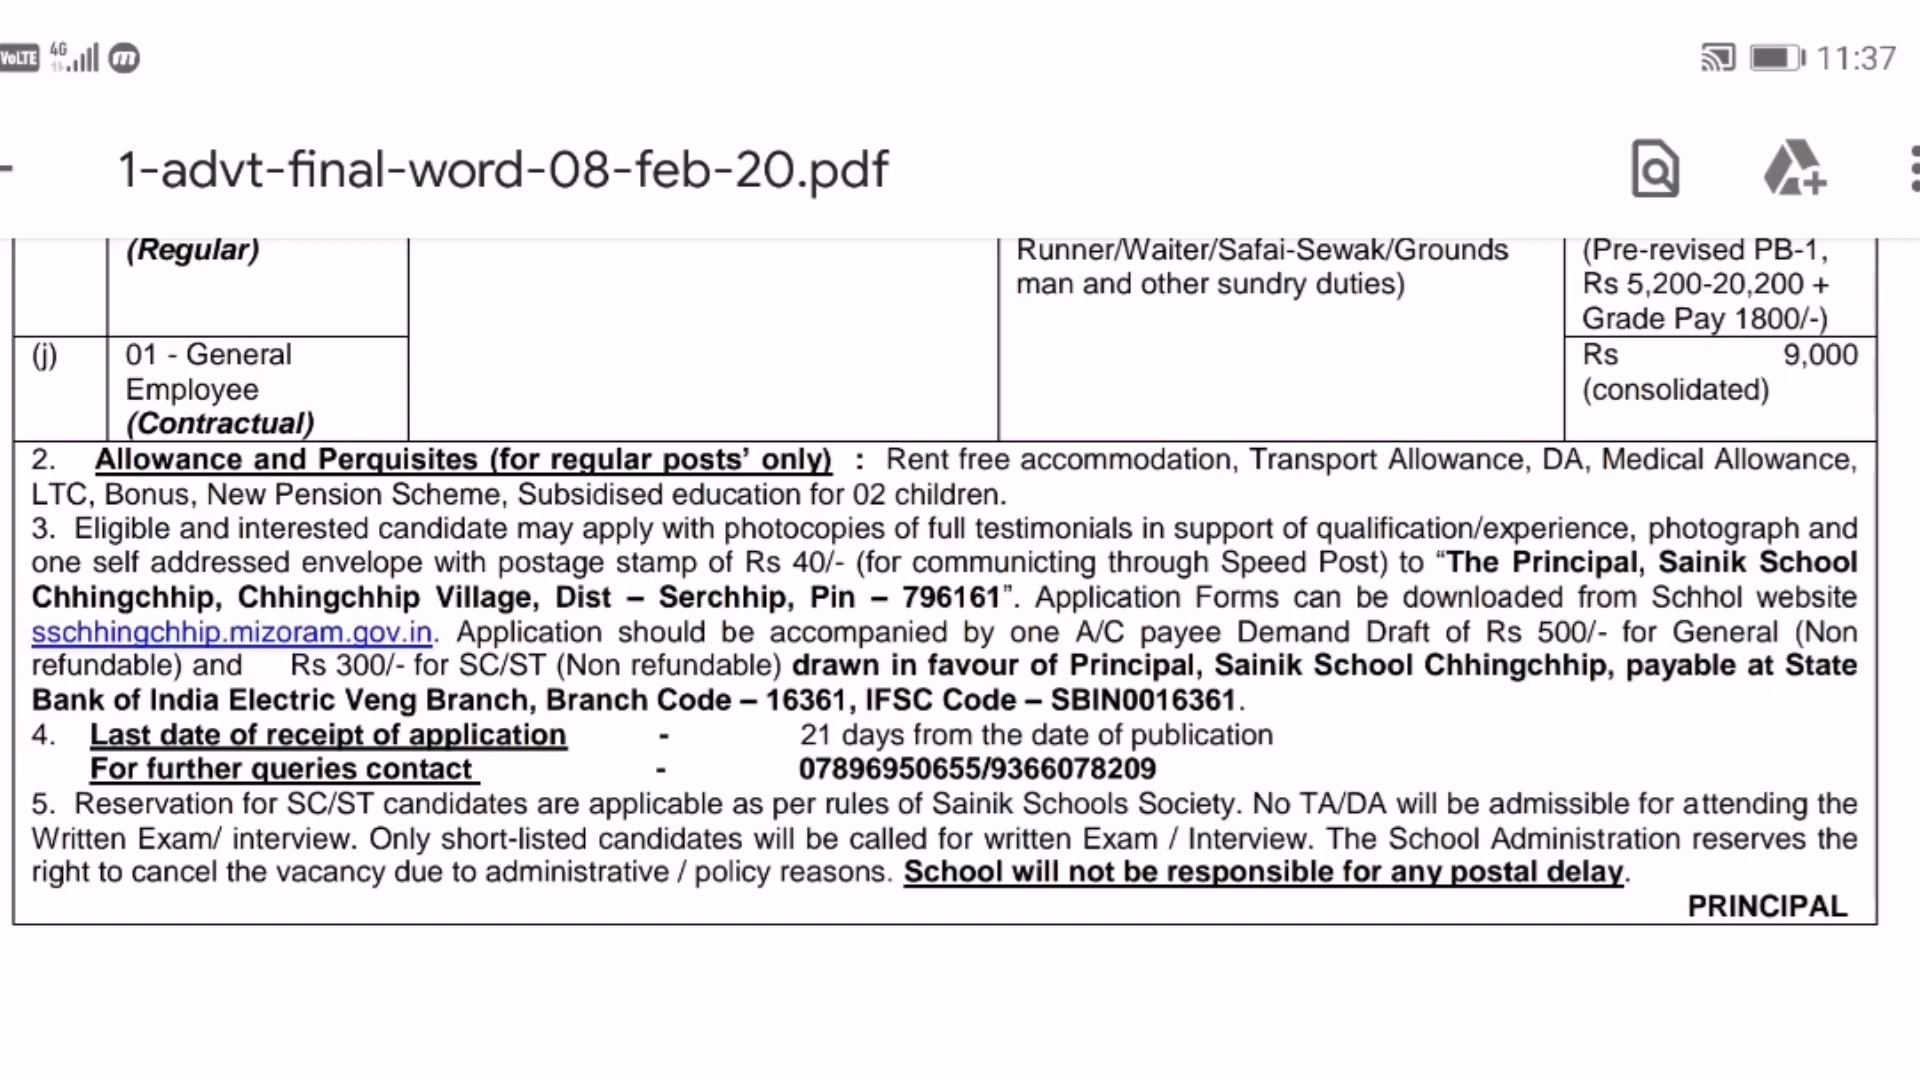 VoLTE 4G 11:37
1-advt-final-word-08-feb-20.pdf
(Regular)
Runner/Waiter/Safai-Sewak/Grounds
man and other sundry duties)
(Pre-revised PB-1,
Rs 5,200-20,200 +
Grade Pay 1800/-)
(j)
01 - General
Employee
(Contractual)
Rs 9,000
(consolidated)
2. Allowance and Perquisites (for regular posts’ only) : Rent free accommodation, Transport Allowance, DA, Medical Allowance,
LTC, Bonus, New Pension Scheme, Subsidised education for 02 children.
3. Eligible and interested candidate may apply with photocopies of full testimonials in support of qualification/experience, photograph and
one self addressed envelope with postage stamp of Rs 40/- (for communicting through Speed Post) to “The Principal, Sainik School
Chhingchhip, Chhingchhip Village, Dist – Serchhip, Pin – 796161”. Application Forms can be downloaded from Schhol website
sschhingchhip.mizoram.gov.in. Application should be accompanied by one A/C payee Demand Draft of Rs 500/- for General (Non
refundable) and Rs 300/- for SC/ST (Non refundable) drawn in favour of Principal, Sainik School Chhingchhip, payable at State
Bank of India Electric Veng Branch, Branch Code – 16361, IFSC Code – SBIN0016361.
4. Last date of receipt of application - 21 days from the date of publication
For further queries contact - 07896950655/9366078209
5. Reservation for SC/ST candidates are applicable as per rules of Sainik Schools Society. No TA/DA will be admissible for attending the
Written Exam/ interview. Only short-listed candidates will be called for written Exam / Interview. The School Administration reserves the
right to cancel the vacancy due to administrative / policy reasons. School will not be responsible for any postal delay.
PRINCIPAL